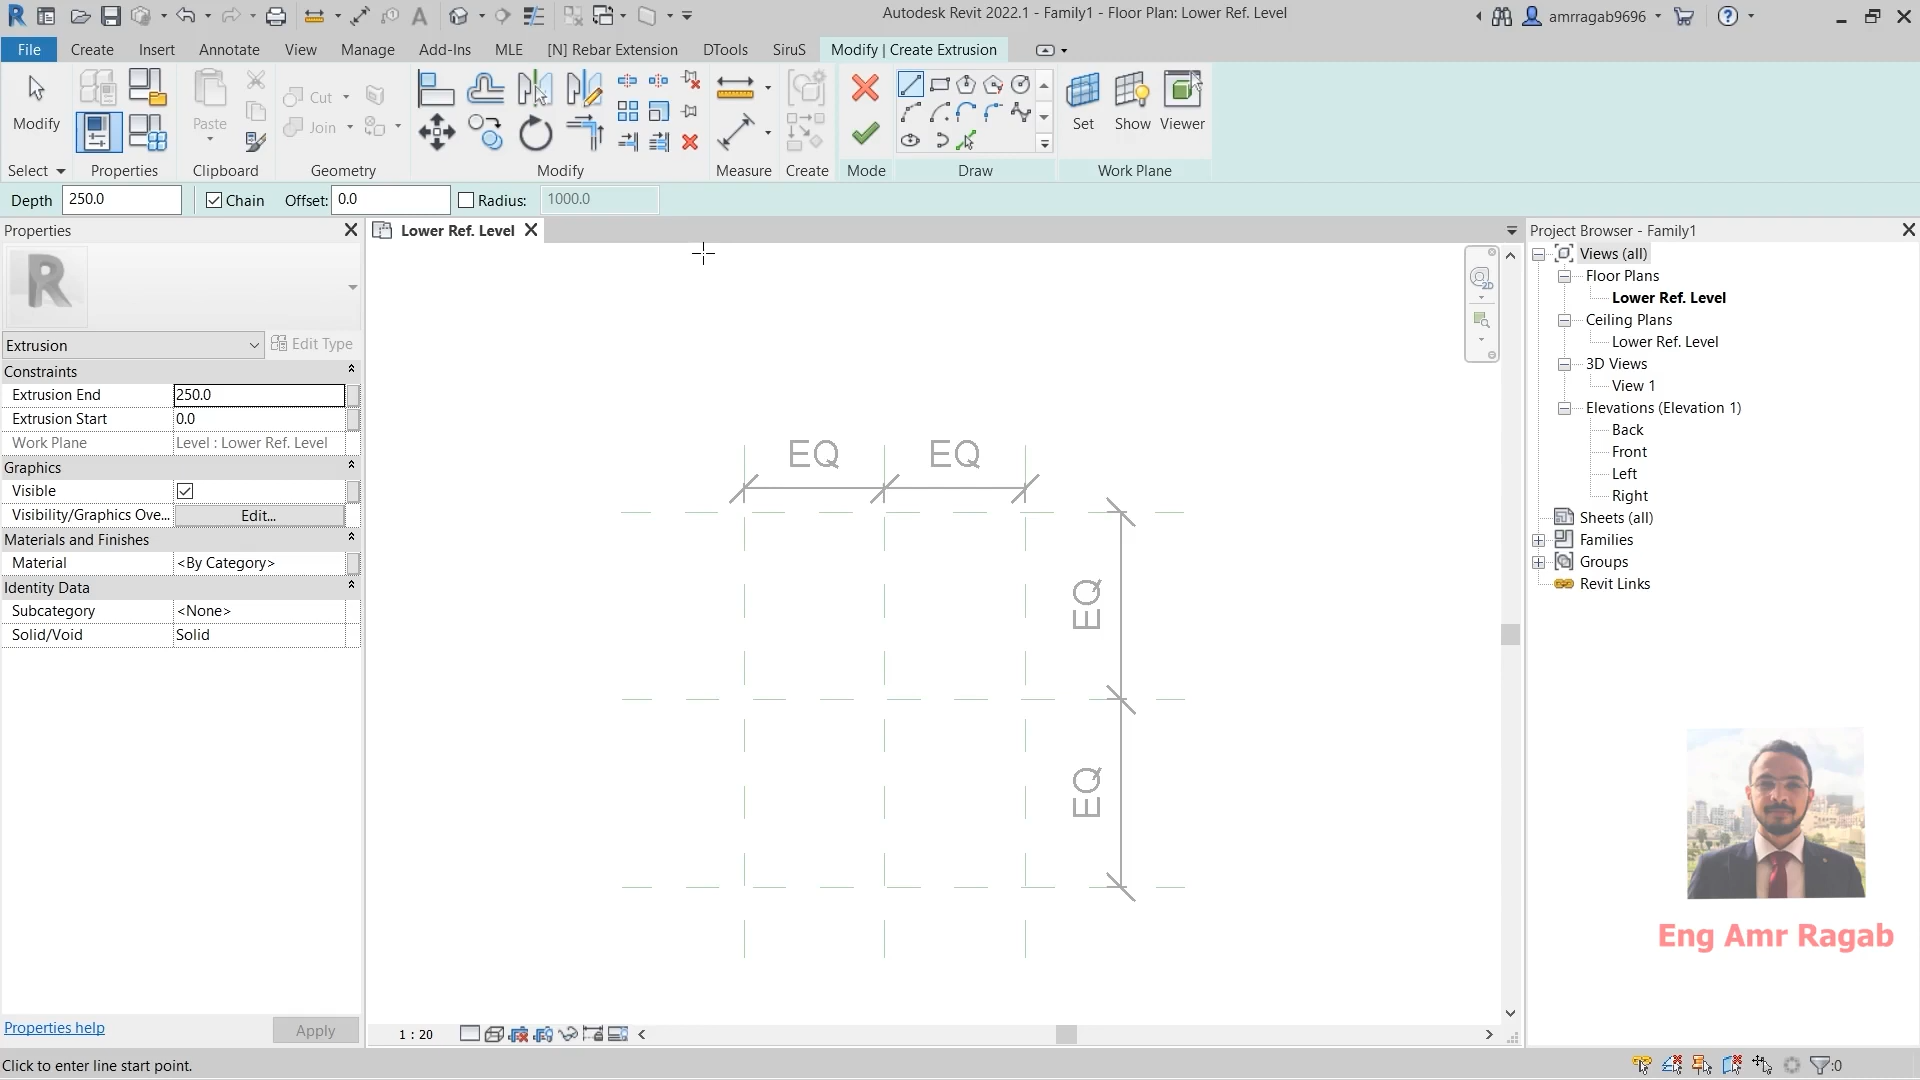 Autodesk Revit 2022.1 - Family1 - Floor Plan: Lower Ref. Level
amrragab9696
File Create Insert Annotate View Manage Add-Ins MLE [N] Rebar Extension DTools SiruS Modify | Create Extrusion
Modify
Paste
Cut
Join
Set
Show
Viewer
Select Properties Clipboard Geometry Modify Measure Create Mode Draw Work Plane
Depth 250.0 Chain Offset: 0.0 Radius: 1000.0
Properties
R
Extrusion Edit Type
Constraints
Extrusion End 250.0
Extrusion Start 0.0
Work Plane Level : Lower Ref. Level
Graphics
Visible
Visibility/Graphics Ove... Edit...
Materials and Finishes
Material <By Category>
Identity Data
Subcategory <None>
Solid/Void Solid
Properties help Apply
Lower Ref. Level
2D
EQ EQ
EQ
EQ
1 : 20
Project Browser - Family1
Views (all)
Floor Plans
Lower Ref. Level
Ceiling Plans
Lower Ref. Level
3D Views
View 1
Elevations (Elevation 1)
Back
Front
Left
Right
Sheets (all)
Families
Groups
Revit Links
Eng Amr Ragab
Click to enter line start point.
:0